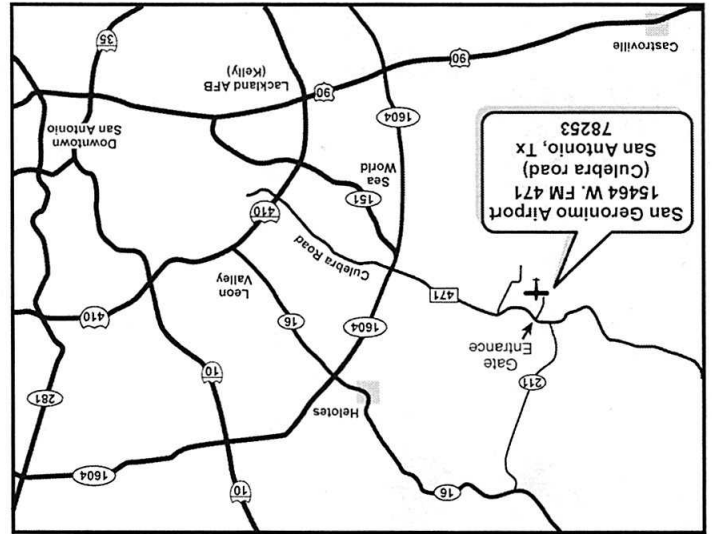 16
10
1604
Helotes
281
211
10
Gate
Entrance
1604
16
410
471
Leon
Valley
Culebra Road
San Geronimo Airport
15464 W. FM 471
(Culebra road)
San Antonio, Tx
78253
410
151
Sea
World
Downtown
San Antonio
1604
90
Lackland AFB
(Kelly)
90
Castroville
35